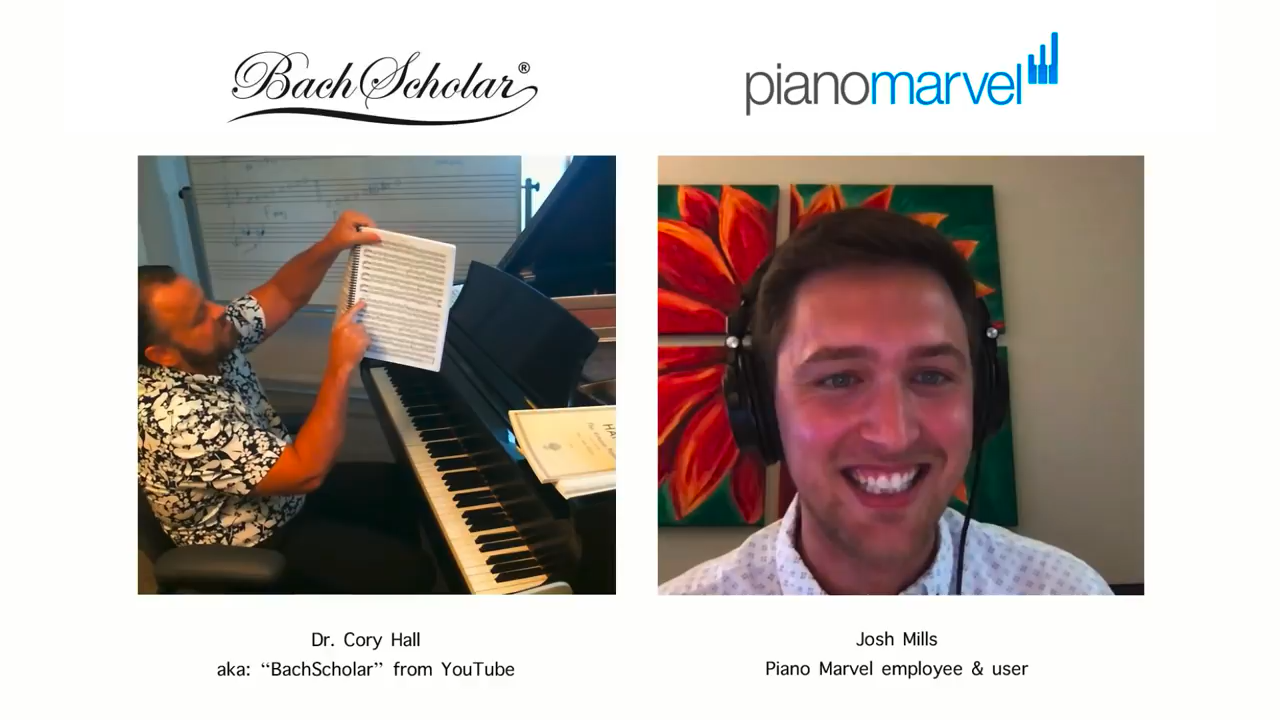 BachScholar®
pianomarvel
Dr. Cory Hall
aka: “BachScholar” from YouTube
Josh Mills
Piano Marvel employee & user